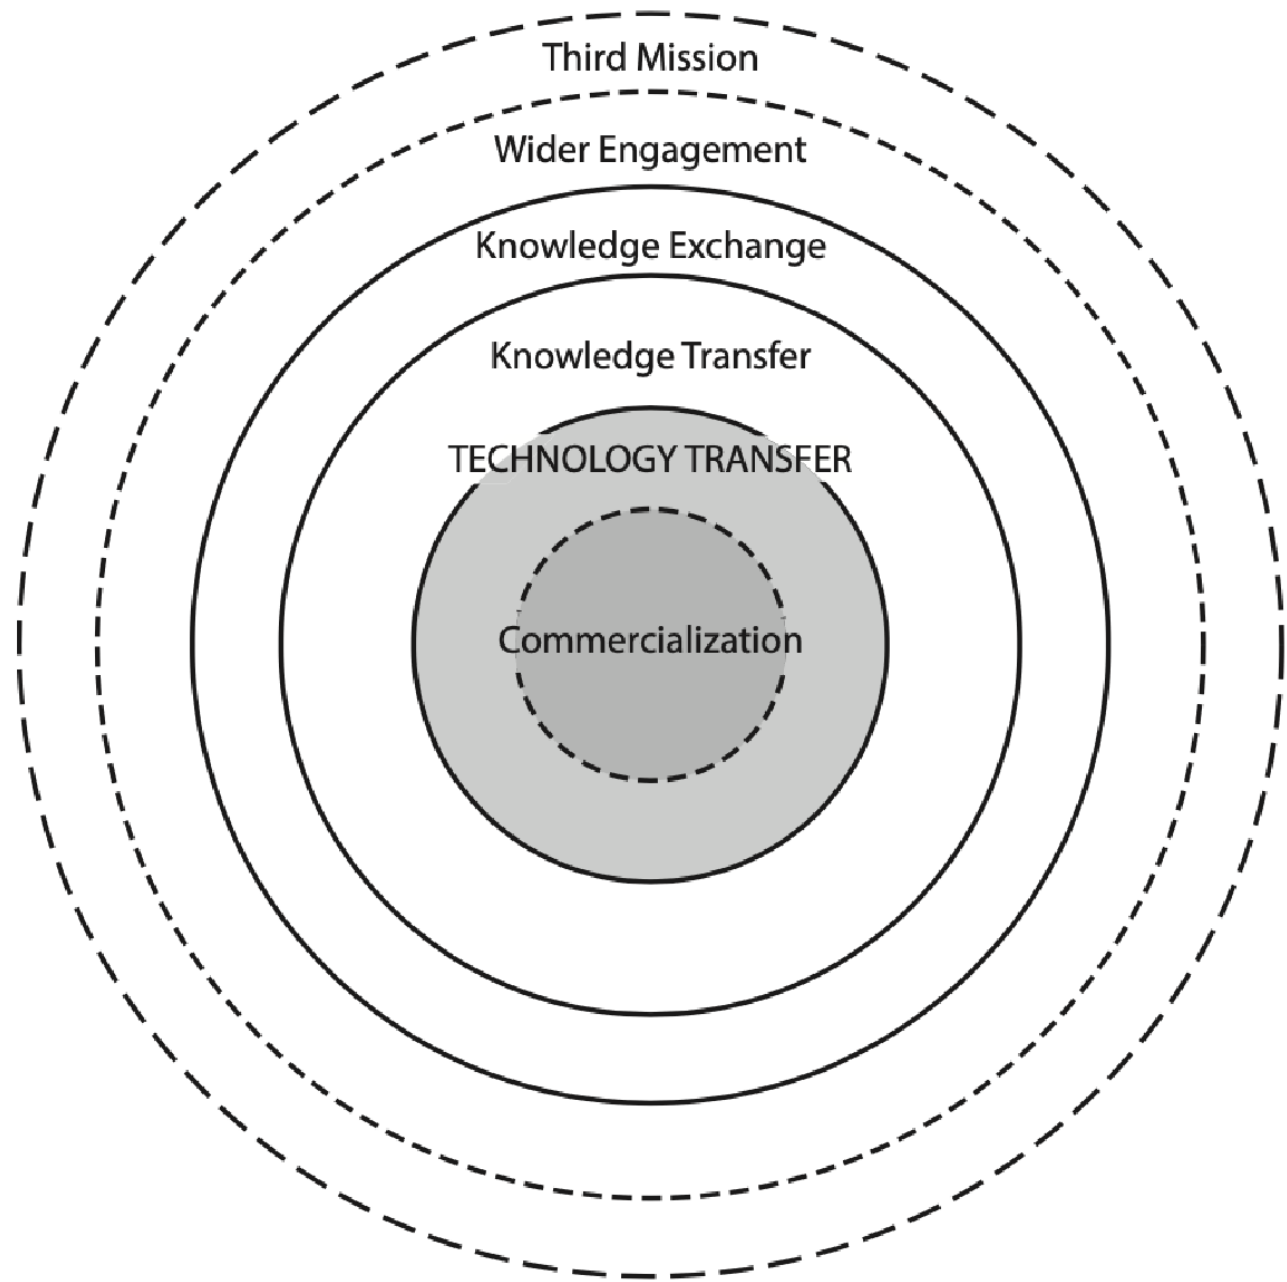 Third Mission
Wider Engagement
Knowledge Exchange
Knowledge Transfer
TECHNOLOGY TRANSFER
Commercialization